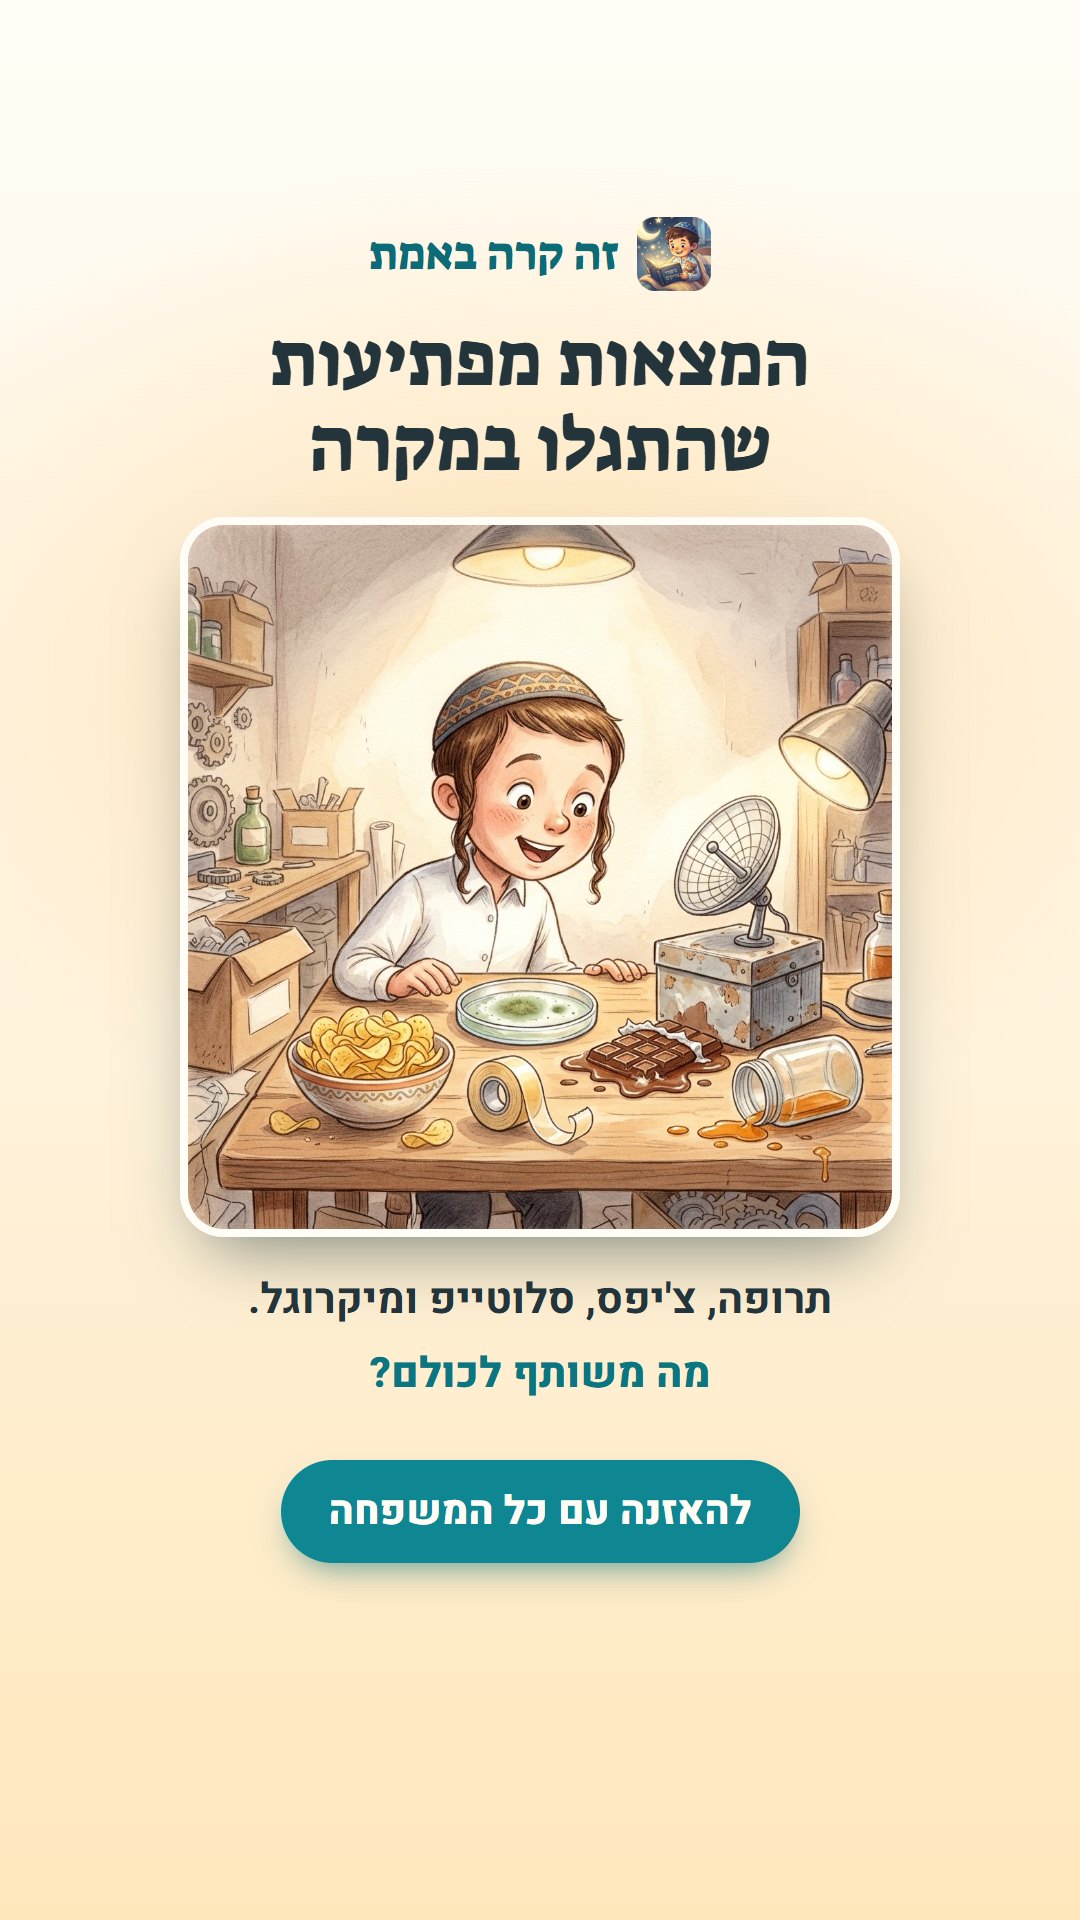 זה קרה באמת
המצאות מפתיעות
שהתגלו במקרה
תרופה, צ'יפס, סלוטייפ ומיקרוגל.
מה משותף לכולם?
להאזנה עם כל המשפחה